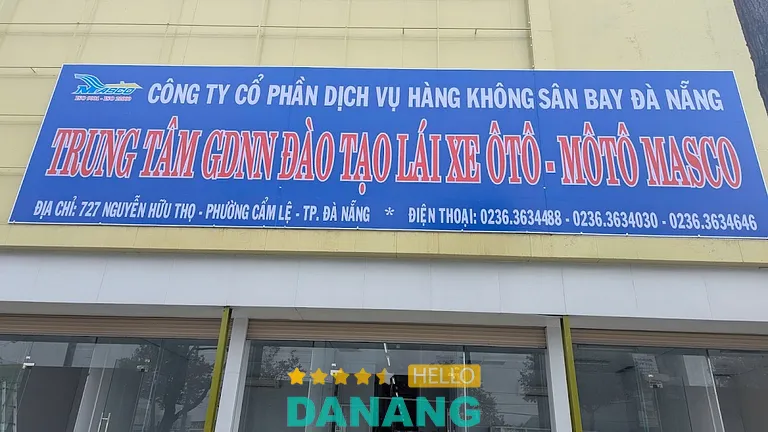 MASCO
CÔNG TY CỔ PHẦN DỊCH VỤ HÀNG KHÔNG SÂN BAY ĐÀ NẴNG
TRUNG TÂM GDNN ĐÀO TẠO LÁI XE ÔTÔ - MÔTÔ MASCO
ĐỊA CHỈ: 727 NGUYỄN HỮU THỌ - PHƯỜNG CẨM LỆ - TP. ĐÀ NẴNG * ĐIỆN THOẠI: 0236.3634488 - 0236.3634030 - 0236.3634646
HELLO
DANANG